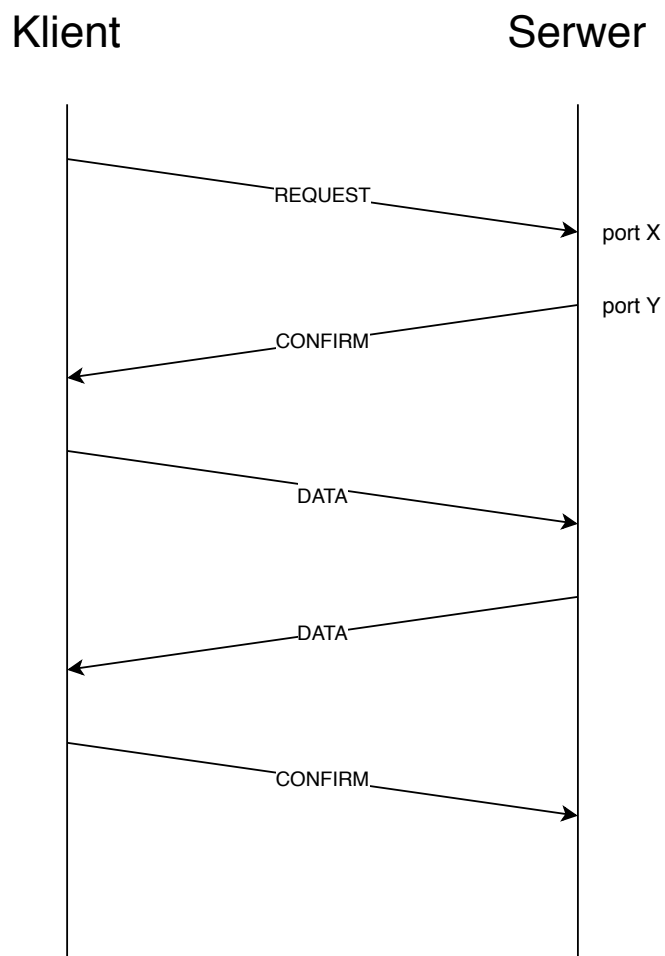 Klient
Serwer
REQUEST
port X
port Y
CONFIRM
DATA
DATA
CONFIRM